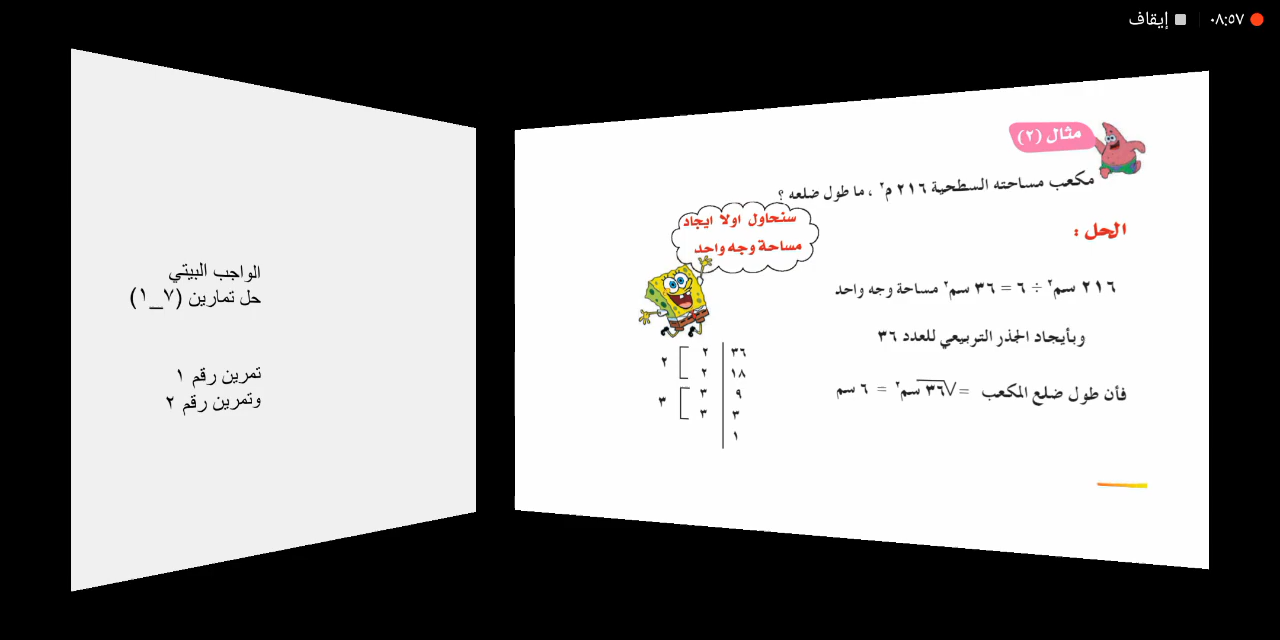 ٠٨:٥٧ إيقاف
مثال (٢)
مكعب مساحته السطحية ٢١٦ م٢ ، ما طول ضلعه ؟
سنحاول اولا ايجاد
مساحة وجه واحد
الحل :
٢١٦ سم٢ ÷ ٦ = ٣٦ سم٢ مساحة وجه واحد
وبأيجاد الجذر التربيعي للعدد ٣٦
فأن طول ضلع المكعب = √٣٦ سم٢ = ٦ سم
٣٦ ٢
١٨ ٢
٢
٩ ٣
٣ ٣
٣
١
الواجب البيتي
حل تمارين (٧_١)
تمرين رقم ١
وتمرين رقم ٢